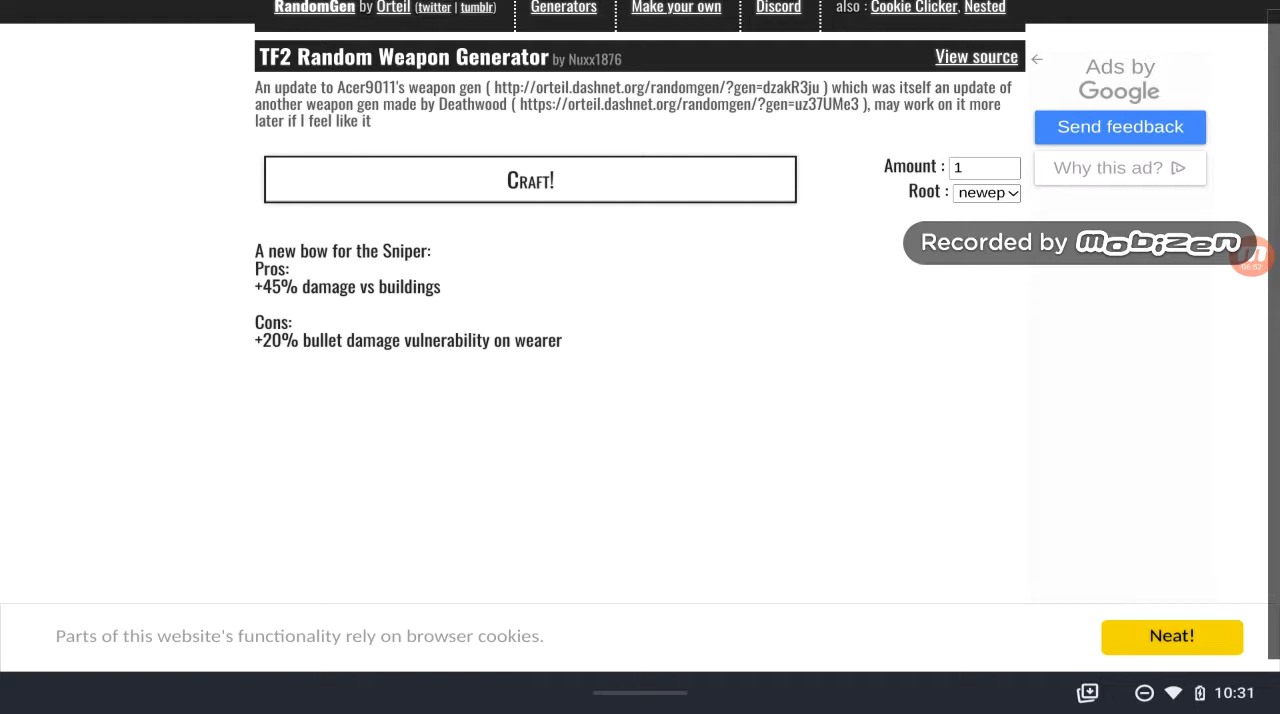 RandomGen by Orteil (twitter | tumblr) Generators Make your own Discord also : Cookie Clicker, Nested
TF2 Random Weapon Generator by Nuxx1876 View source
An update to Acer9011's weapon gen ( http://orteil.dashnet.org/randomgen/?gen=dzakR3ju ) which was itself an update of
another weapon gen made by Deathwood ( https://orteil.dashnet.org/randomgen/?gen=uz37UMe3 ), may work on it more
later if I feel like it
Ads by
Google
Send feedback
Why this ad?
Craft!
Amount : 1
Root : newep
Recorded by Mobizen
06:52
A new bow for the Sniper:
Pros:
+45% damage vs buildings
Cons:
+20% bullet damage vulnerability on wearer
Parts of this website's functionality rely on browser cookies.
Neat!
10:31